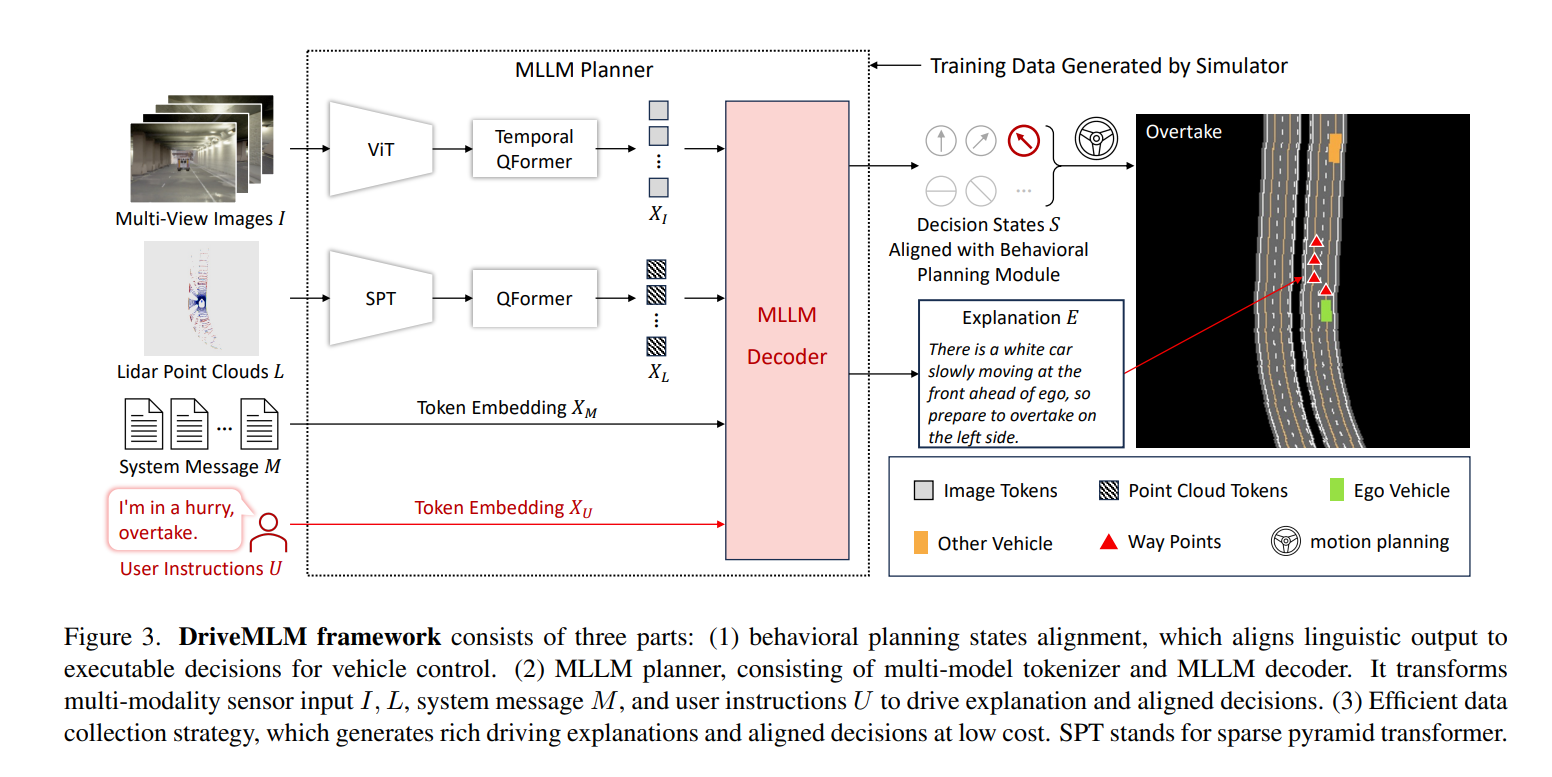 MLLM Planner
Training Data Generated by Simulator
Multi-View Images I
ViT
Temporal
QFormer
X_I
Lidar Point Clouds L
SPT
QFormer
X_L
System Message M
Token Embedding X_M
I'm in a hurry,
overtake.
User Instructions U
Token Embedding X_U
MLLM
Decoder
Decision States S
Aligned with Behavioral
Planning Module
Explanation E
There is a white car
slowly moving at the
front ahead of ego, so
prepare to overtake on
the left side.
Overtake
Image Tokens
Point Cloud Tokens
Ego Vehicle
Other Vehicle
Way Points
motion planning
Figure 3. DriveMLM framework consists of three parts: (1) behavioral planning states alignment, which aligns linguistic output to
executable decisions for vehicle control. (2) MLLM planner, consisting of multi-model tokenizer and MLLM decoder. It transforms
multi-modality sensor input I, L, system message M, and user instructions U to drive explanation and aligned decisions. (3) Efficient data
collection strategy, which generates rich driving explanations and aligned decisions at low cost. SPT stands for sparse pyramid transformer.